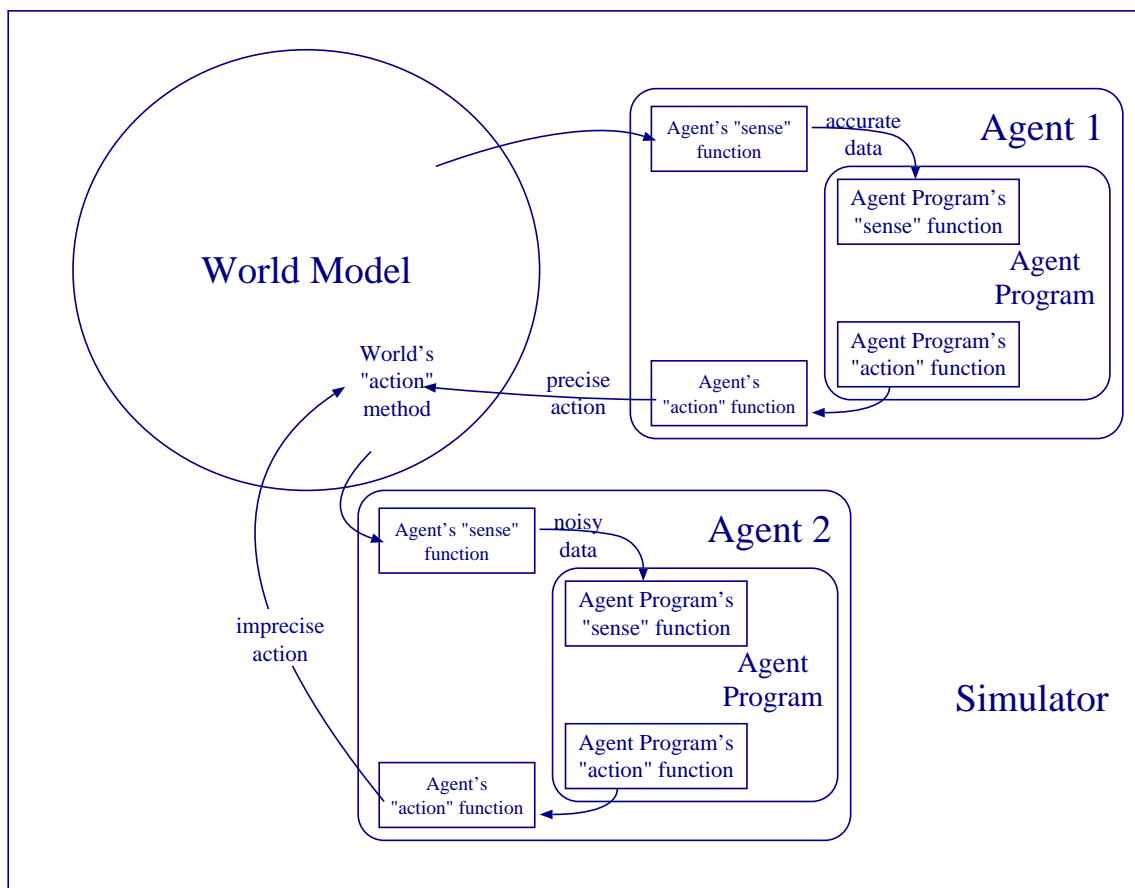 World Model
World's
"action"
method
Agent 1
Agent's "sense"
function
accurate
data
Agent Program's
"sense" function
Agent
Program
Agent Program's
"action" function
Agent's
"action" function
precise
action
Agent 2
Agent's "sense"
function
noisy
data
Agent Program's
"sense" function
Agent
Program
Agent Program's
"action" function
Agent's
"action" function
imprecise
action
Simulator